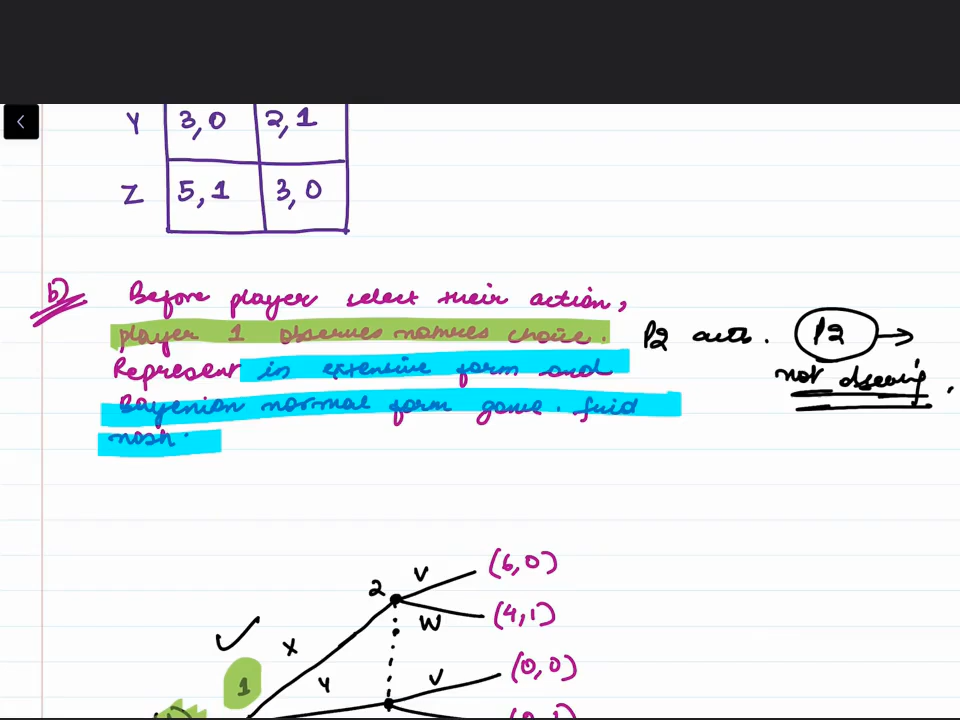 Y 3,0 2,1
Z 5,1 3,0
b) Before player select their action,
player 1 observes natures choice. P2 acts. P2
Represent in extensive form and not observing.
Bayesian normal form game. find
nash.
V (6,0)
2
W (4,1)
X
V (0,0)
Y
1